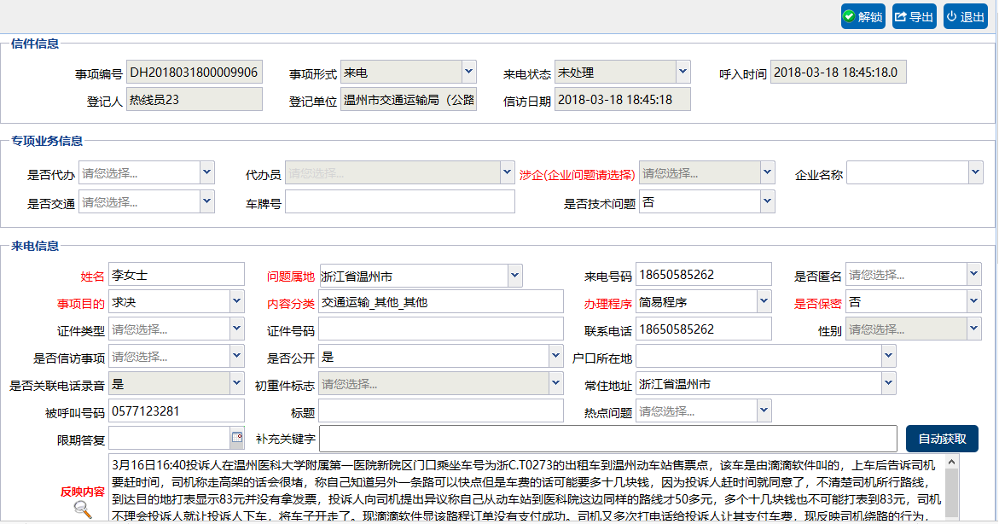 解锁 导出 退出
信件信息
事项编号 DH2018031800009906 事项形式 来电 来电状态 未处理 呼入时间 2018-03-18 18:45:18.0
登记人 热线员23 登记单位 温州市交通运输局（公路 信访日期 2018-03-18 18:45:18
专项业务信息
是否代办 请您选择... 代办员 请您选择... 涉企(企业问题请选择) 请您选择... 企业名称
是否交通 请您选择... 车牌号 是否技术问题 否
来电信息
姓名 李女士 问题属地 浙江省温州市 来电号码 18650585262 是否匿名 请您选择...
事项目的 求决 内容分类 交通运输_其他_其他 办理程序 简易程序 是否保密 否
证件类型 请您选择... 证件号码 联系电话 18650585262 性别 请您选择...
是否信访事项 请您选择... 是否公开 是 户口所在地
是否关联电话录音 是 初重件标志 请您选择... 常住地址 浙江省温州市
被呼叫号码 0577123281 标题 热点问题 请您选择...
限期答复 补充关键字 自动获取
反映内容
3月16日16:40投诉人在温州医科大学附属第一医院新院区门口乘坐车号为浙C.T0273的出租车到温州动车站售票点，该车是由滴滴软件叫的，上车后告诉司机
要赶时间，司机称走高架的话会很堵，称自己知道另外一条路可以快点但是车费的话可能要多十几块钱，因为投诉人赶时间就同意了，不清楚司机所行路线，
到达目的地打表显示83元并没有拿发票，投诉人向司机提出异议称自己从动车站到医科院这边同样的路线才50多元，多个十几块钱也不可能打表到83元，司机
不理会投诉人就让投诉人下车，将车子开走了。现滴滴软件显该路程订单没有支付成功。司机又多次打电话给投诉人让其支付车费，现反映司机绕路的行为，